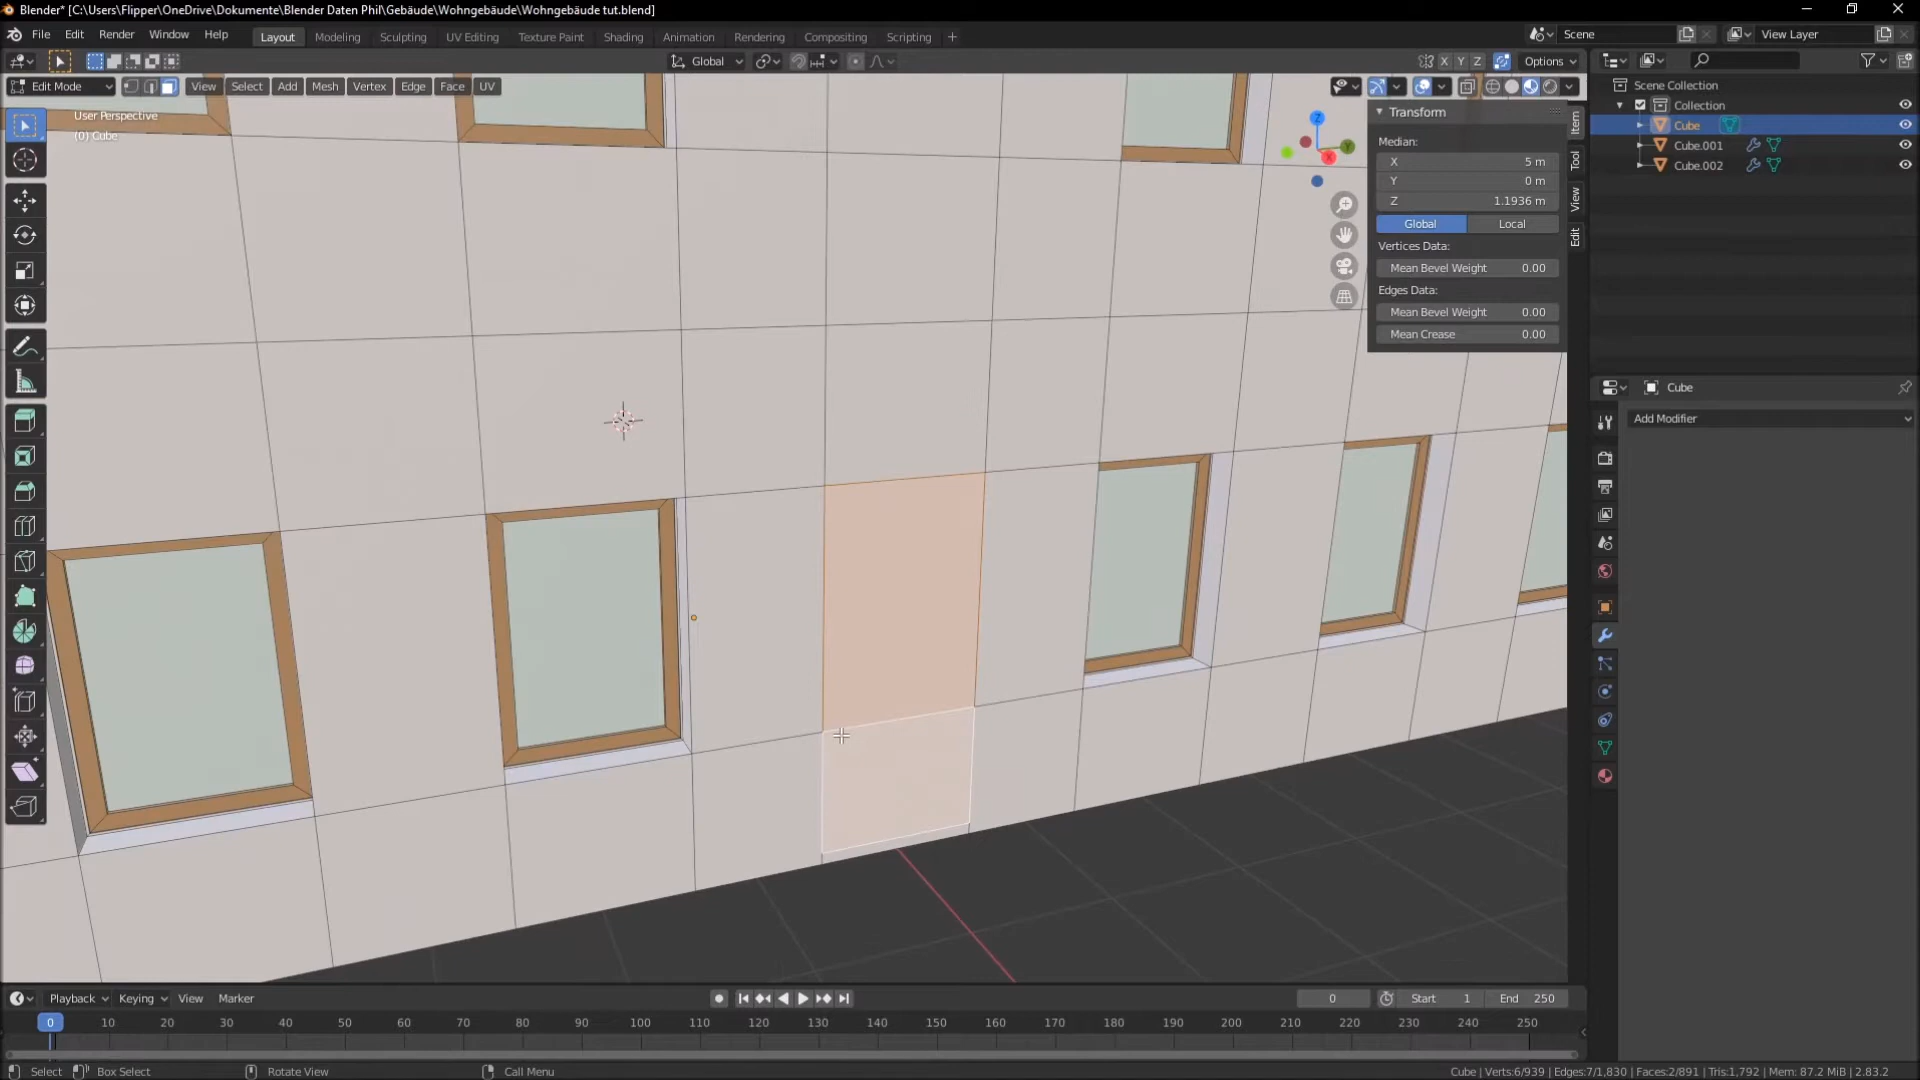 Blender* [C:\Users\Flipper\OneDrive\Dokumente\Blender Daten Phil\Gebäude\Wohngebäude\Wohngebäude tut.blend]
File Edit Render Window Help Layout Modeling Sculpting UV Editing Texture Paint Shading Animation Rendering Compositing Scripting + Scene View Layer
Global X Y Z Options
Edit Mode View Select Add Mesh Vertex Edge Face UV
User Perspective
(0) Cube
Z
Y
X
Transform
Median:
X 5 m
Y 0 m
Z 1.1936 m
Global Local
Vertices Data:
Mean Bevel Weight 0.00
Edges Data:
Mean Bevel Weight 0.00
Mean Crease 0.00
Item
Tool
View
Edit
Scene Collection
Collection
Cube
Cube.001
Cube.002
Cube
Add Modifier
Playback Keying View Marker 0 Start 1 End 250
0 10 20 30 40 50 60 70 80 90 100 110 120 130 140 150 160 170 180 190 200 210 220 230 240 250
Select Box Select Rotate View Call Menu Cube | Verts:6/939 | Edges:7/1,830 | Faces:2/891 | Tris:1,792 | Mem: 87.2 MiB | 2.83.2